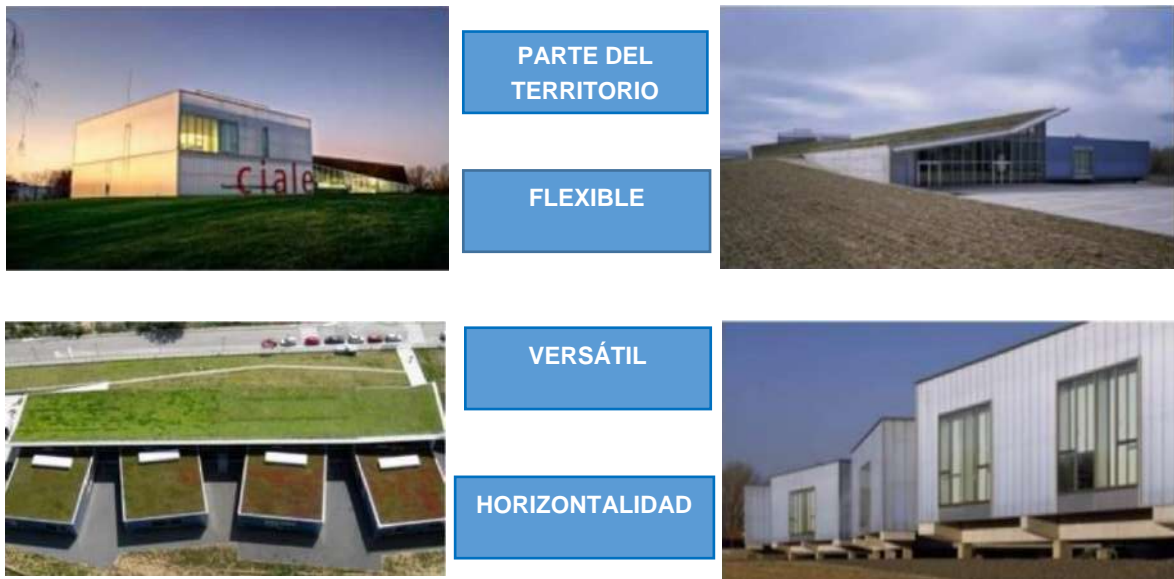 PARTE DEL
TERRITORIO
ciale
FLEXIBLE
VERSÁTIL
HORIZONTALIDAD